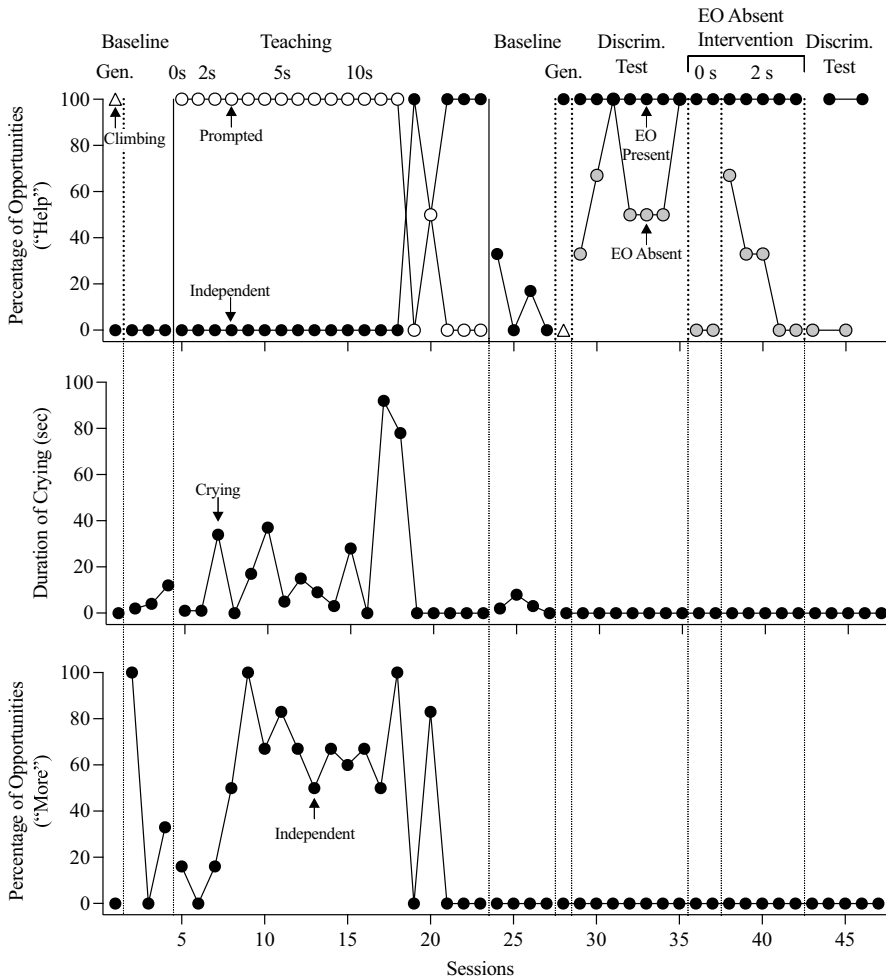 EO Absent
Baseline Teaching Baseline Discrim. Intervention Discrim.
Gen. 0s 2s 5s 10s Gen. Test 0 s 2 s Test
Percentage of Opportunities
(“Help”)
100
80
60
40
20
0
Climbing
Prompted
Independent
EO
Present
EO Absent
Duration of Crying (sec)
100
80
60
40
20
0
Crying
Percentage of Opportunities
(“More”)
100
80
60
40
20
0
Independent
5 10 15 20 25 30 35 40 45
Sessions